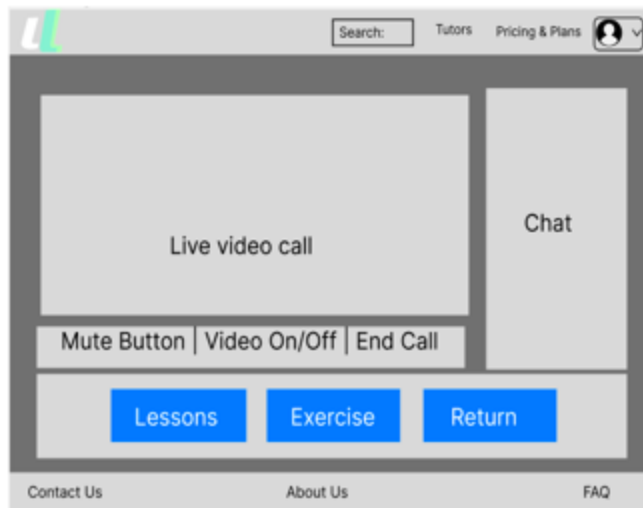 Search: Tutors Pricing & Plans
Live video call
Chat
Mute Button | Video On/Off | End Call
Lessons Exercise Return
Contact Us About Us FAQ